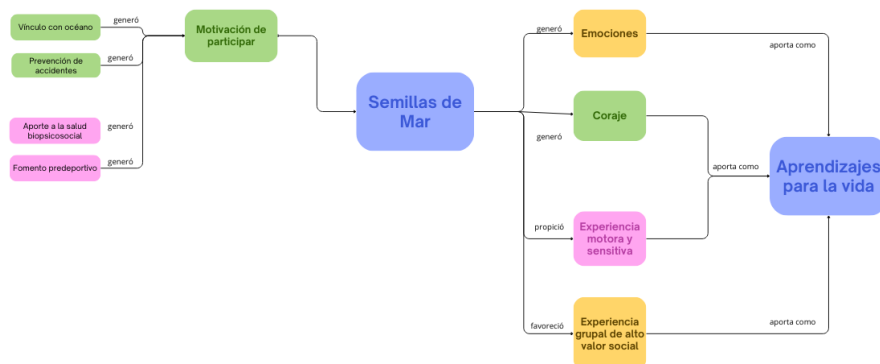 Vínculo con océano
generó
Prevención de
accidentes
generó
Aporte a la salud
biopsicosocial
generó
Fomento predeportivo
generó
Motivación de
participar
Semillas de
Mar
generó
Emociones
aporta como
Coraje
generó
aporta como
Aprendizajes
para la vida
propició
Experiencia
motora y
sensitiva
favoreció
Experiencia
grupal de alto
valor social
aporta como